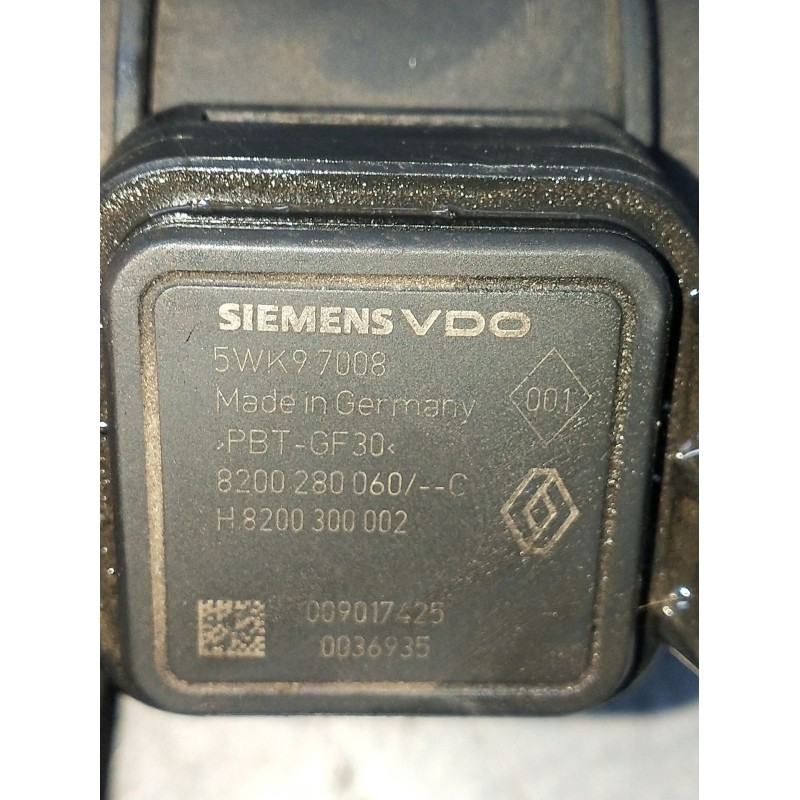 SIEMENS VDO
5WK9 7008
Made in Germany
001
>PBT-GF30<
8200 280 060/--C
H 8200 300 002
009017425
0036935